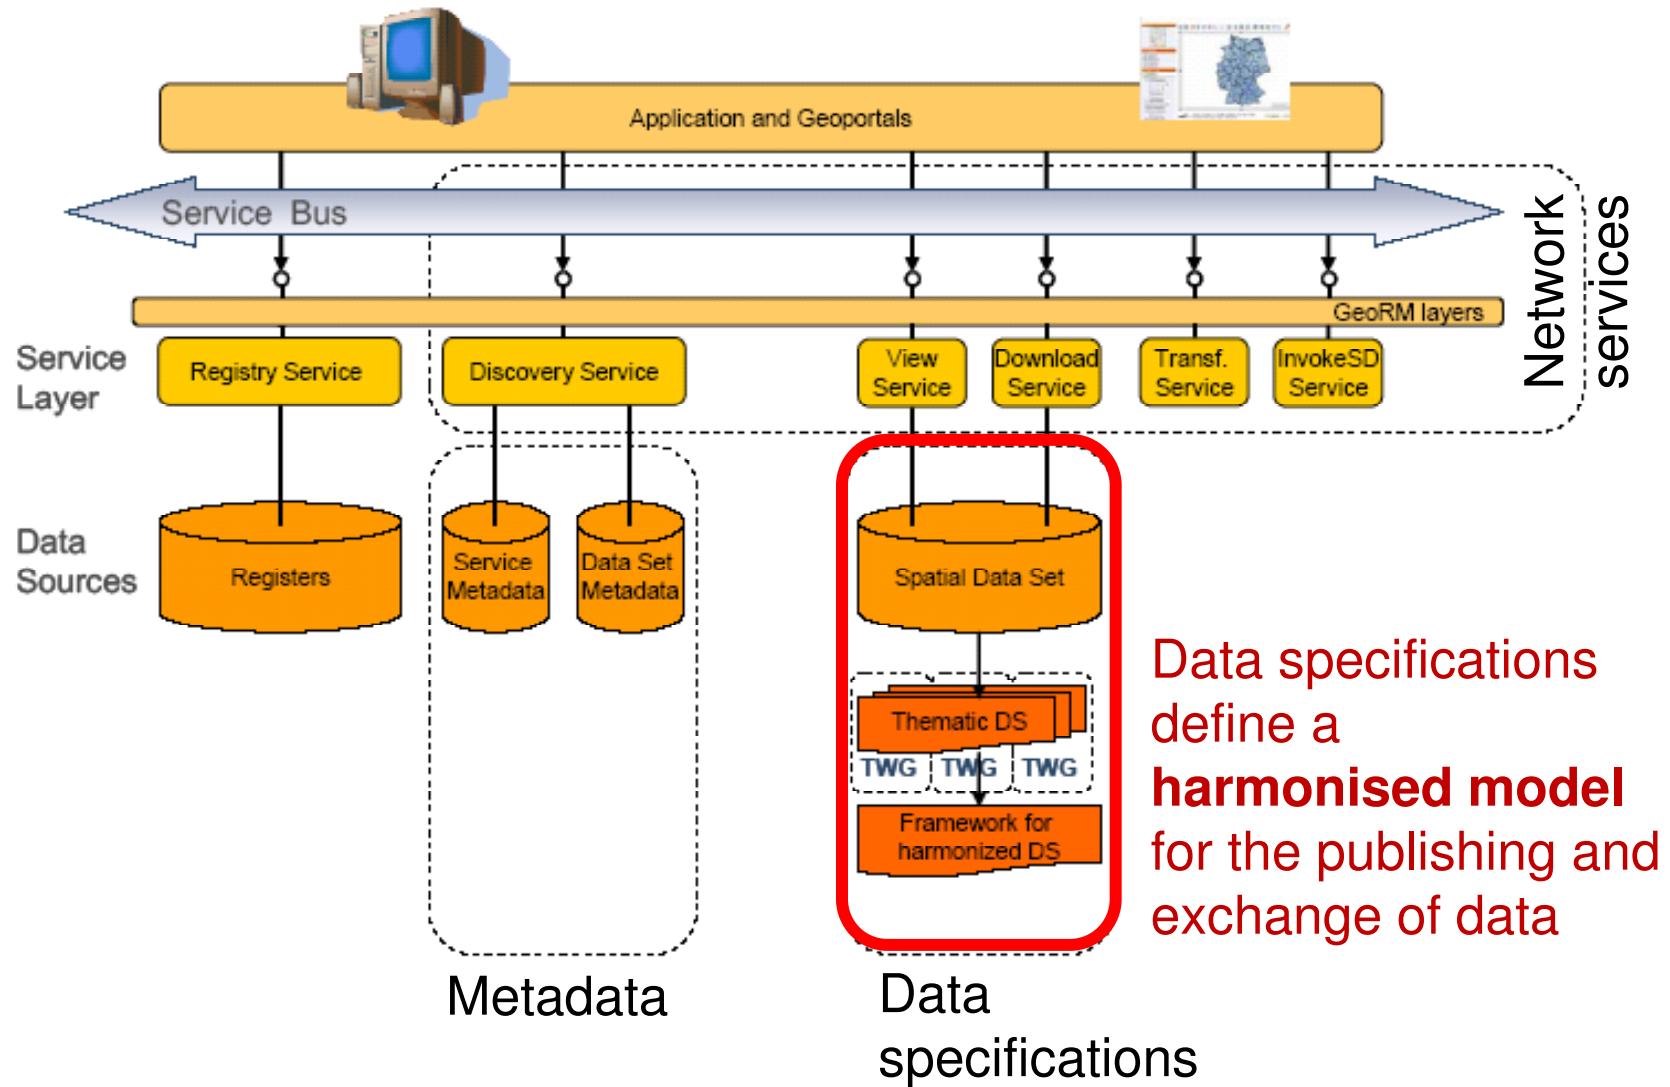 Application and Geoportals
Service Bus
GeoRM layers
Network
services
Service
Layer
Registry Service
Discovery Service
View
Service
Download
Service
Transf.
Service
InvokeSD
Service
Data
Sources
Registers
Service
Metadata
Data Set
Metadata
Spatial Data Set
Thematic DS
TWG TWG TWG
Framework for
harmonized DS
Data specifications
define a
harmonised model
for the publishing and
exchange of data
Metadata
Data
specifications